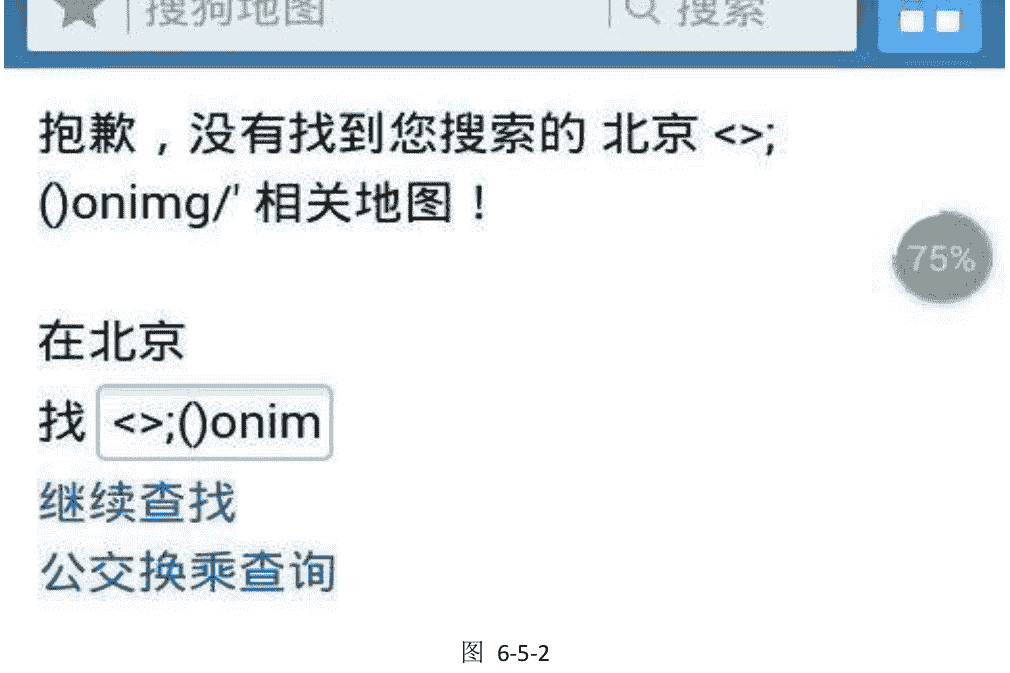 搜狗地图 搜索
抱歉，没有找到您搜索的 北京 <>;
()onimg/' 相关地图！
75%
在北京
找 <>;()onim
继续查找
公交换乘查询
图 6-5-2